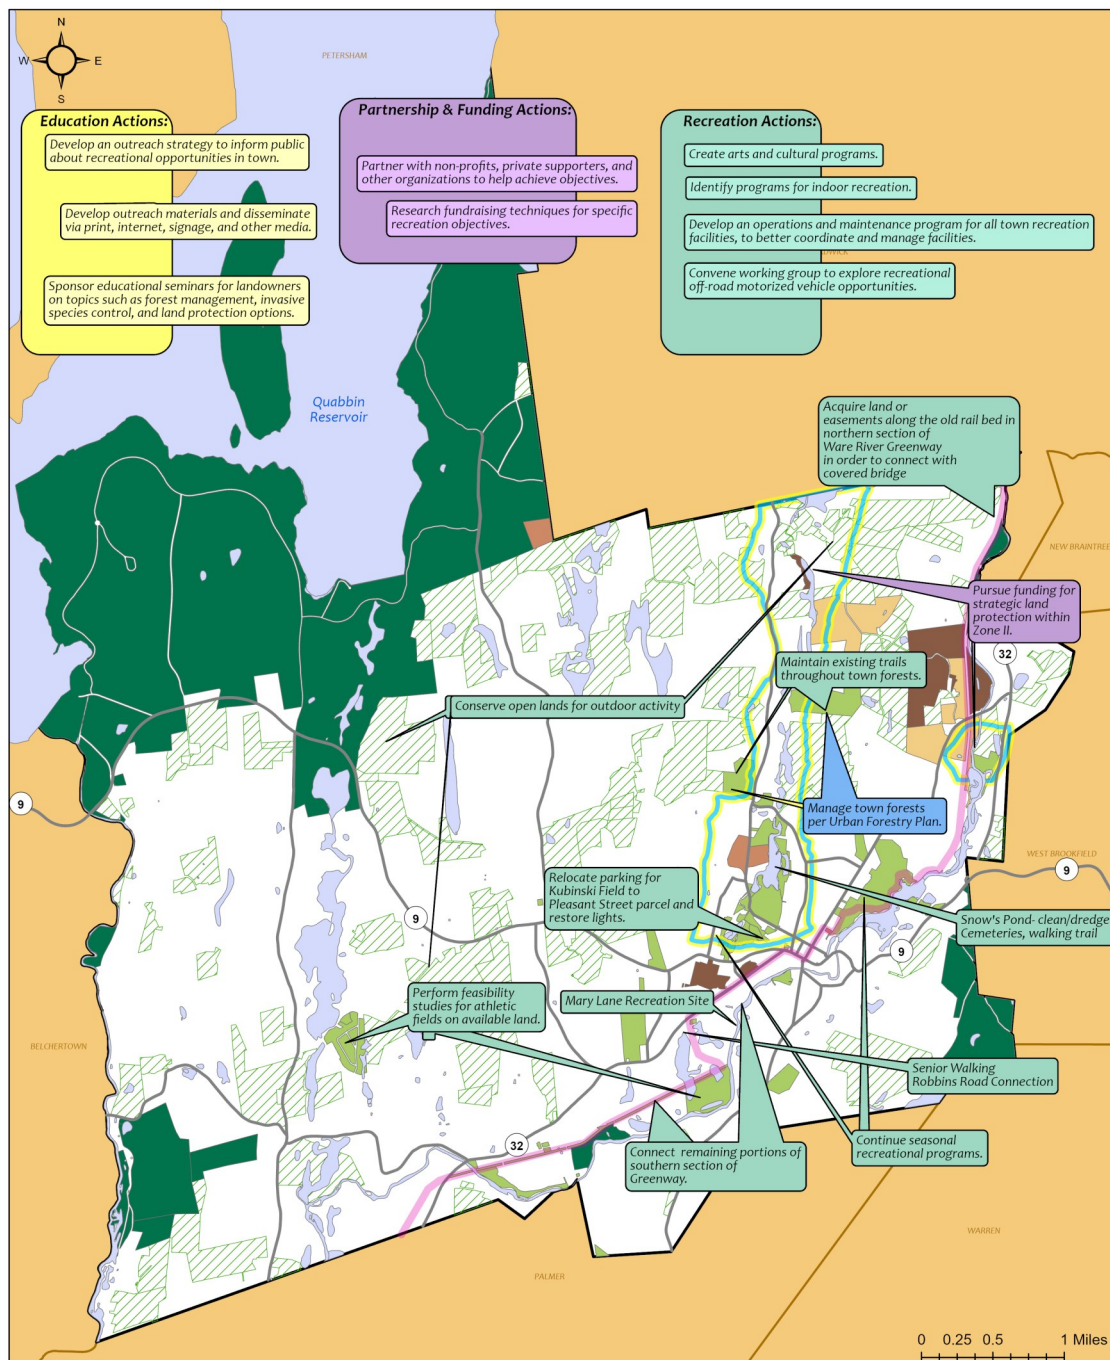 N
W
E
S
PETERSHAM
Education Actions:
Develop an outreach strategy to inform public
about recreational opportunities in town.
Develop outreach materials and disseminate
via print, internet, signage, and other media.
Sponsor educational seminars for landowners
on topics such as forest management, invasive
species control, and land protection options.
Partnership & Funding Actions:
Partner with non-profits, private supporters, and
other organizations to help achieve objectives.
Research fundraising techniques for specific
recreation objectives.
Recreation Actions:
Create arts and cultural programs.
Identify programs for indoor recreation.
Develop an operations and maintenance program for all town recreation
facilities, to better coordinate and manage facilities.
Convene working group to explore recreational
off-road motorized vehicle opportunities.
Quabbin
Reservoir
Acquire land or
easements along the old rail bed in
northern section of
Ware River Greenway
in order to connect with
covered bridge
NEW BRAINTREE
Pursue funding for
strategic land
protection within
Zone II.
32
Maintain existing trails
throughout town forests.
Conserve open lands for outdoor activity
9
Manage town forests
per Urban Forestry Plan.
WEST BROOKFIELD
9
Relocate parking for
Kubinski Field to
Pleasant Street parcel and
restore lights.
9
Snow's Pond- clean/dredge
Cemeteries, walking trail
9
Perform feasibility
studies for athletic
fields on available land.
Mary Lane Recreation Site
BELCHERTOWN
Senior Walking
Robbins Road Connection
32
Connect remaining portions of
southern section of
Greenway.
Continue seasonal
recreational programs.
WARREN
PALMER
0 0.25 0.5 1 Miles